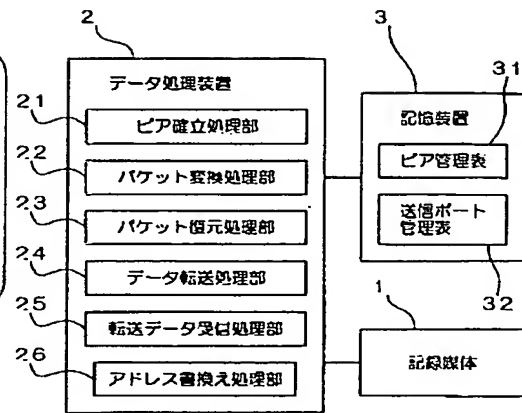 2
データ処理装置
21
ピア確立処理部
22
パケット変換処理部
23
パケット復元処理部
24
データ転送処理部
25
転送データ受付処理部
26
アドレス書換え処理部
3
記憶装置
31
ピア管理表
送信ポート
管理表
32
1
記録媒体